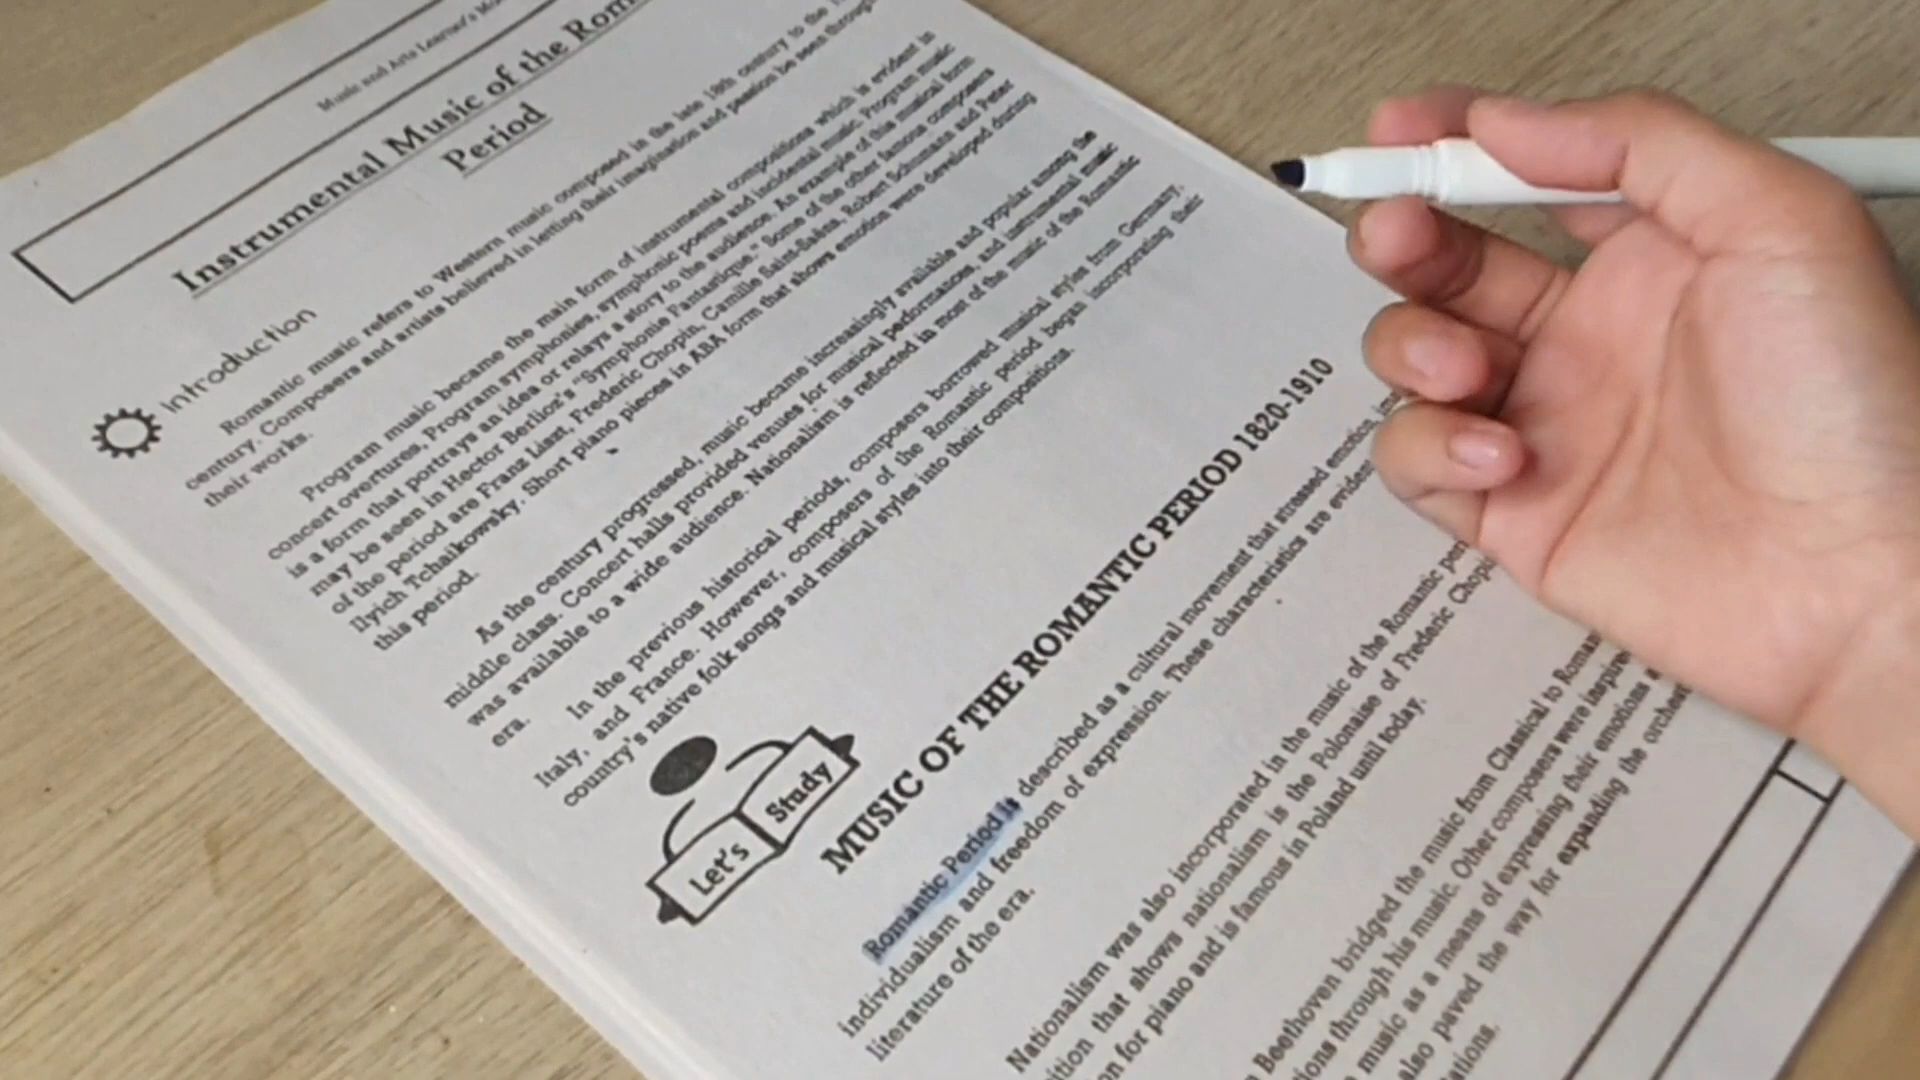 Music and Arts Learner's
Instrumental Music of the
Period
Introduction
Romantic music refers to Western music composed in the late 18th century to the
century. Composers and artists believed in letting their imagination and passion be seen through
their works.
Program music became the main form of instrumental compositions which is evident in
concert overtures, Program symphonies, symphonic poems and incidental music. Program music
is a form that portrays an idea or relays a story to the audience. An example of this musical form
may be seen in Hector Berlioz's "Symphonie Fantastique." Some of the other famous composers
of the period are Franz Liszt, Frederic Chopin, Camille Saint-Saëns, Robert Schumann and Peter
Ilyich Tchaikowsky. Short piano pieces in ABA form that shows emotion were developed during
this period.
As the century progressed, music became increasingly available and popular among the
middle class. Concert halls provided venues for musical performances, and instrumental music
was available to a wide audience. Nationalism is reflected in most of the music of the Romantic
era.
In the previous historical periods, composers borrowed musical styles from Germany,
Italy, and France. However, composers of the Romantic period began incorporating their
country's native folk songs and musical styles into their compositions.
Let's Study
MUSIC OF THE ROMANTIC PERIOD 1820-1910
Romantic Period is described as a cultural movement that stressed emotion,
individualism and freedom of expression. These characteristics are
literature of the era.
Nationalism was also incorporated in the music of the Romantic
that shows nationalism is the Polonaise of Frederic
for piano and is famous in Poland until today.
Beethoven bridged the music from Classical to
through his music. Other composers were
music as a means of expressing their emotions
also paved the way for expanding the